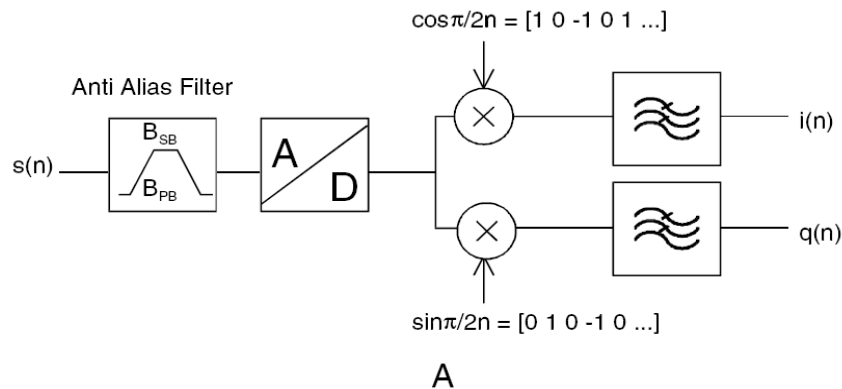 cosπ/2n = [1 0 -1 0 1 ...]
Anti Alias Filter
B_SB
B_PB
s(n)
A
D
i(n)
q(n)
sinπ/2n = [0 1 0 -1 0 ...]
A